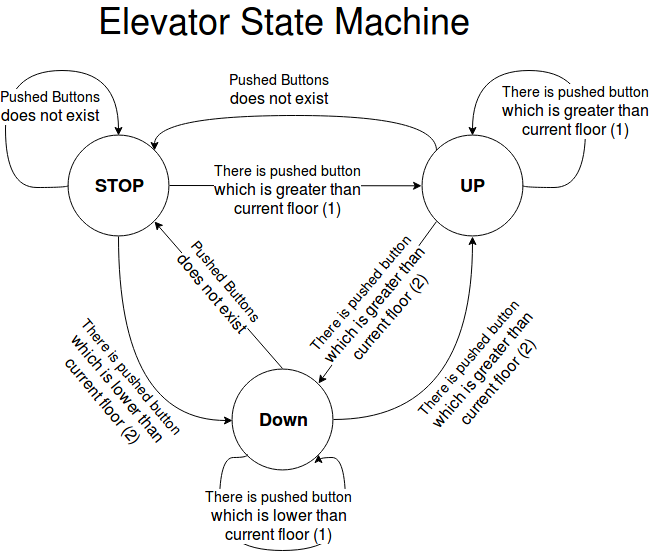 Elevator State Machine
Pushed Buttons
does not exist
Pushed Buttons
does not exist
There is pushed button
which is greater than
current floor (1)
STOP
There is pushed button
which is greater than
current floor (1)
UP
Pushed Buttons
does not exist
There is pushed button
which is greater than
current floor (2)
There is pushed button
which is lower than
current floor (2)
There is pushed button
which is greater than
current floor (2)
Down
There is pushed button
which is lower than
current floor (1)